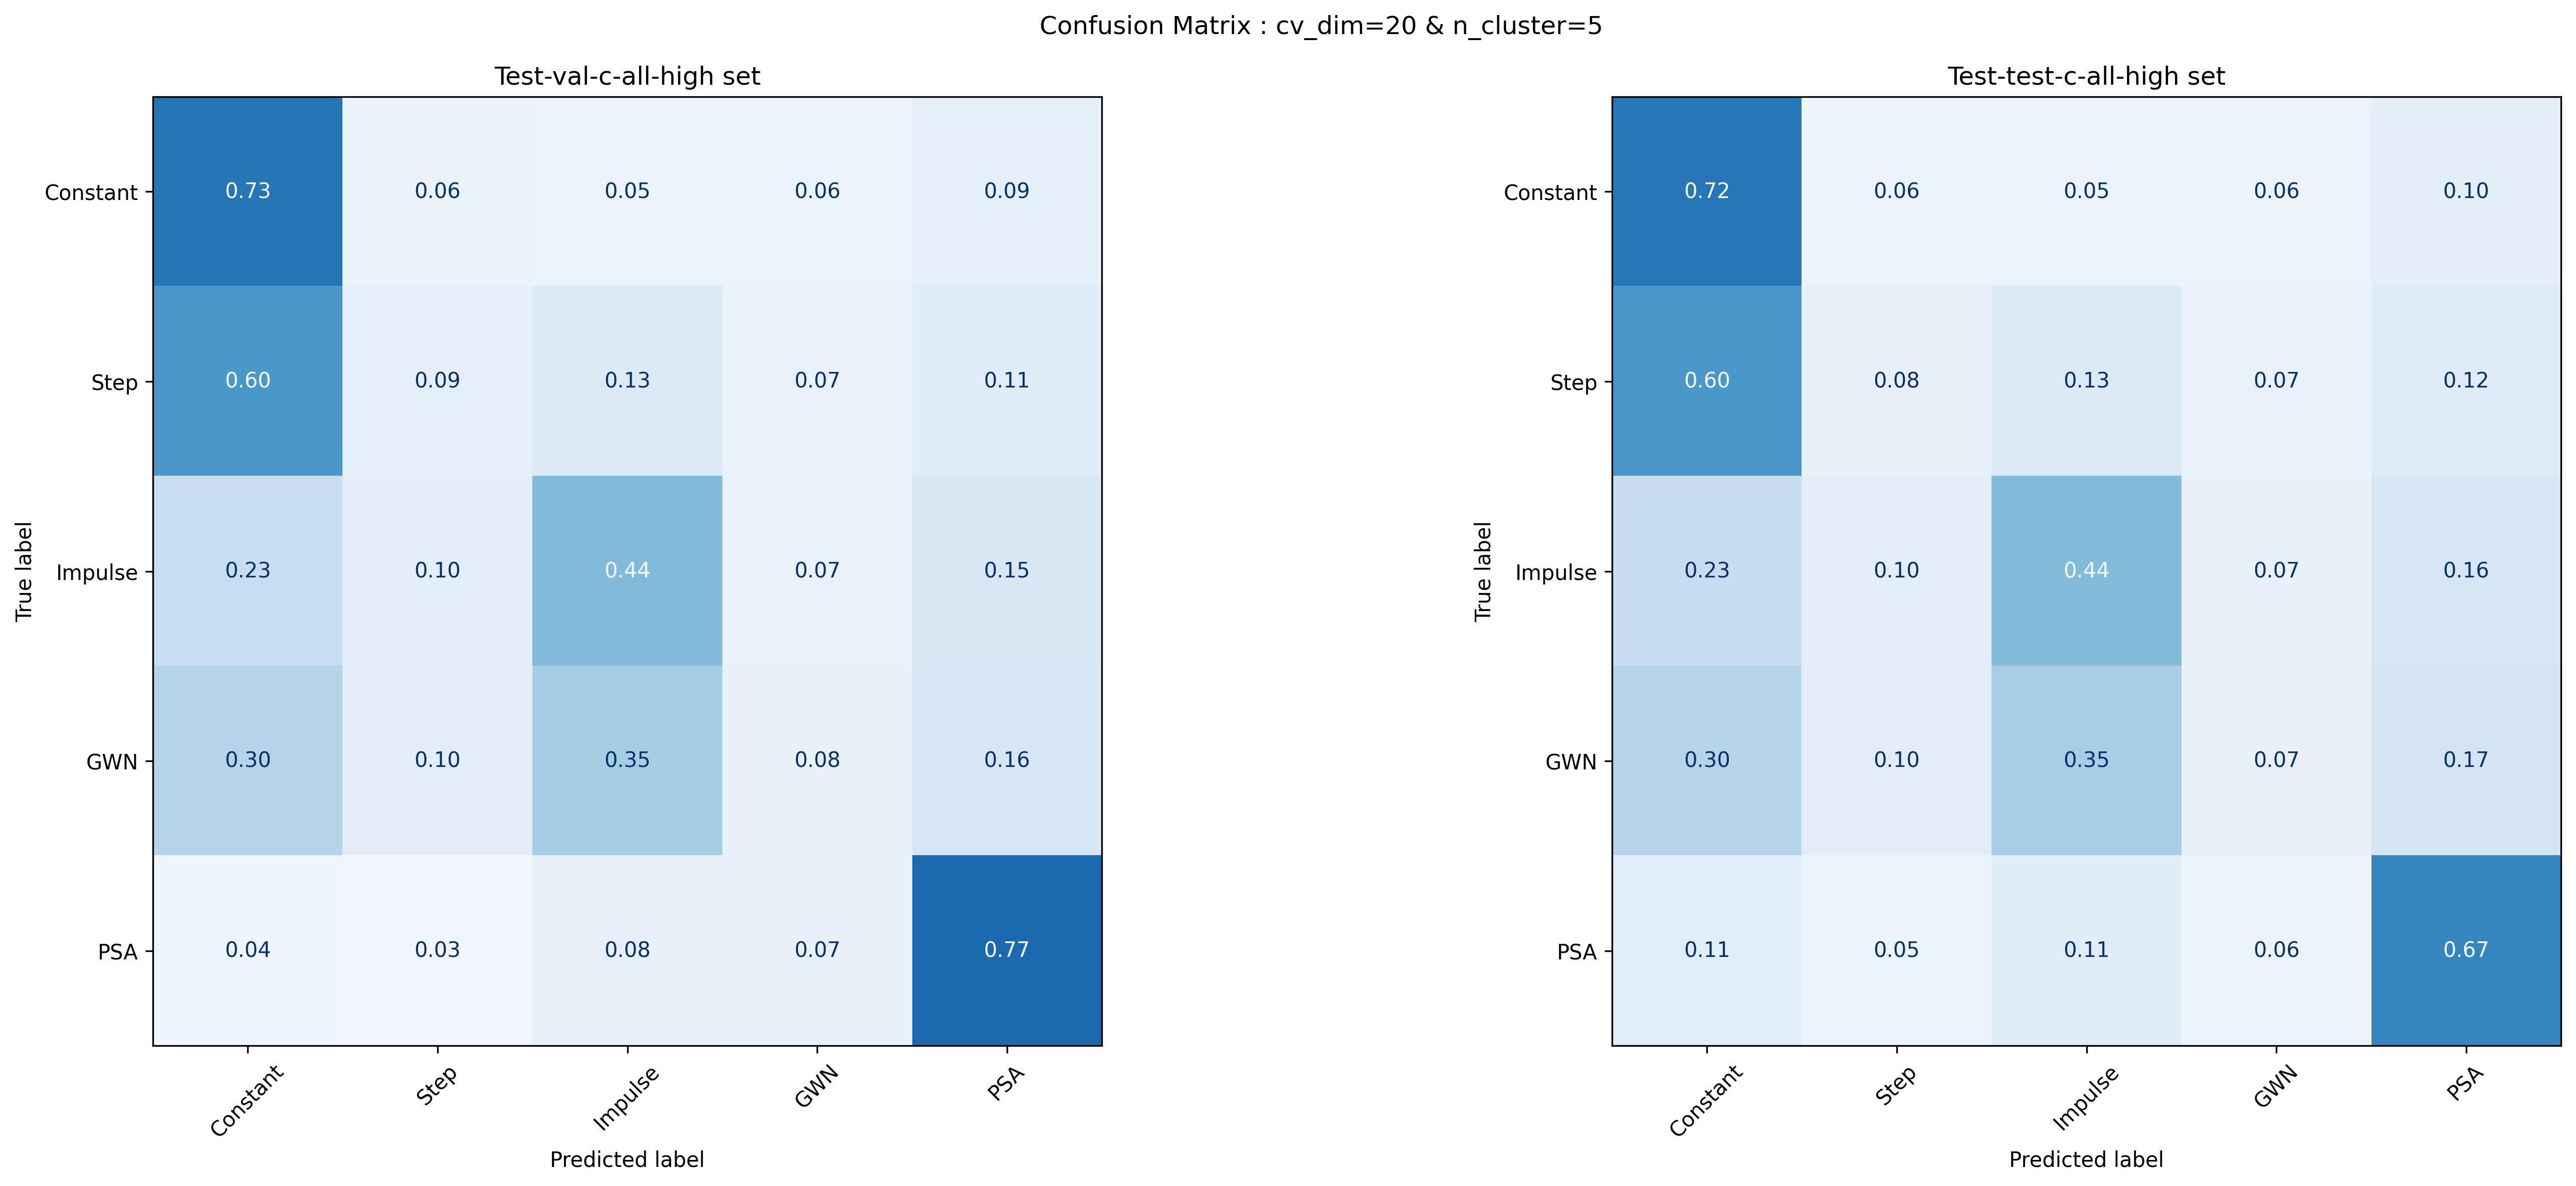 Confusion Matrix : cv_dim=20 & n_cluster=5
Test-val-c-all-high set
True label
Constant 0.73 0.06 0.05 0.06 0.09
Step 0.60 0.09 0.13 0.07 0.11
Impulse 0.23 0.10 0.44 0.07 0.15
GWN 0.30 0.10 0.35 0.08 0.16
PSA 0.04 0.03 0.08 0.07 0.77
Constant Step Impulse GWN PSA
Predicted label
Test-test-c-all-high set
True label
Constant 0.72 0.06 0.05 0.06 0.10
Step 0.60 0.08 0.13 0.07 0.12
Impulse 0.23 0.10 0.44 0.07 0.16
GWN 0.30 0.10 0.35 0.07 0.17
PSA 0.11 0.05 0.11 0.06 0.67
Constant Step Impulse GWN PSA
Predicted label